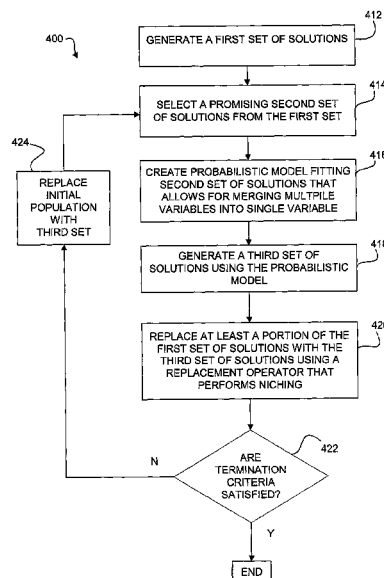 412
400
GENERATE A FIRST SET OF SOLUTIONS
414
SELECT A PROMISING SECOND SET
OF SOLUTIONS FROM THE FIRST SET
424
416
REPLACE
INITIAL
POPULATION
WITH
THIRD SET
CREATE PROBABILISTIC MODEL FITTING
SECOND SET OF SOLUTIONS THAT
ALLOWS FOR MERGING MULTPILE
VARIABLES INTO SINGLE VARIABLE
418
GENERATE A THIRD SET OF
SOLUTIONS USING THE PROBABILISTIC
MODEL
420
REPLACE AT LEAST A PORTION OF THE
FIRST SET OF SOLUTIONS WITH THE
THIRD SET OF SOLUTIONS USING A
REPLACEMENT OPERATOR THAT
PERFORMS NICHING
422
N
ARE
TERMINATION
CRITERIA
SATISFIED?
Y
END